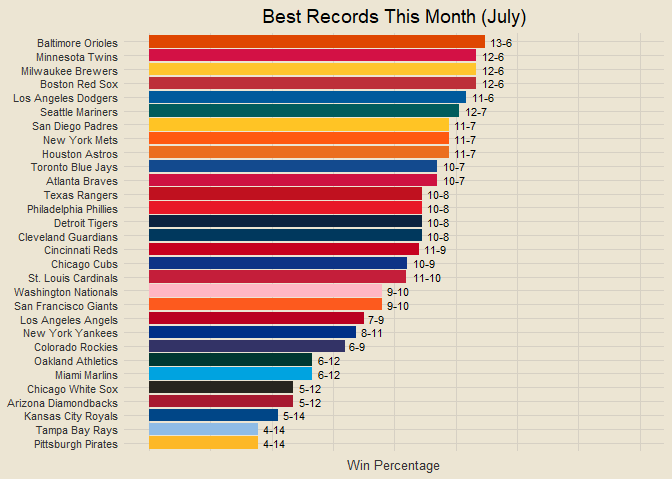 Best Records This Month (July)
Baltimore Orioles 13-6
Minnesota Twins 12-6
Milwaukee Brewers 12-6
Boston Red Sox 12-6
Los Angeles Dodgers 11-6
Seattle Mariners 12-7
San Diego Padres 11-7
New York Mets 11-7
Houston Astros 11-7
Toronto Blue Jays 10-7
Atlanta Braves 10-7
Texas Rangers 10-8
Philadelphia Phillies 10-8
Detroit Tigers 10-8
Cleveland Guardians 10-8
Cincinnati Reds 11-9
Chicago Cubs 10-9
St. Louis Cardinals 11-10
Washington Nationals 9-10
San Francisco Giants 9-10
Los Angeles Angels 7-9
New York Yankees 8-11
Colorado Rockies 6-9
Oakland Athletics 6-12
Miami Marlins 6-12
Chicago White Sox 5-12
Arizona Diamondbacks 5-12
Kansas City Royals 5-14
Tampa Bay Rays 4-14
Pittsburgh Pirates 4-14
Win Percentage